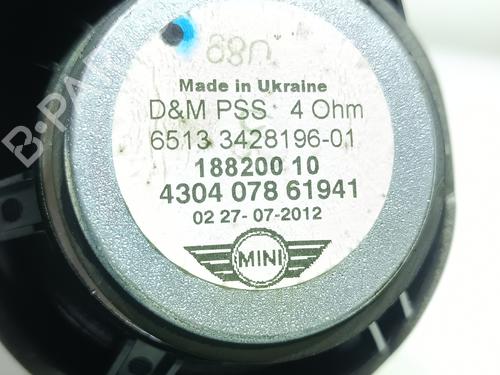 Made in Ukraine
D&M PSS 4 Ohm
6513 3428196-01
188200 10
4304 078 61941
02 27-07-2012
MINI
B-PA